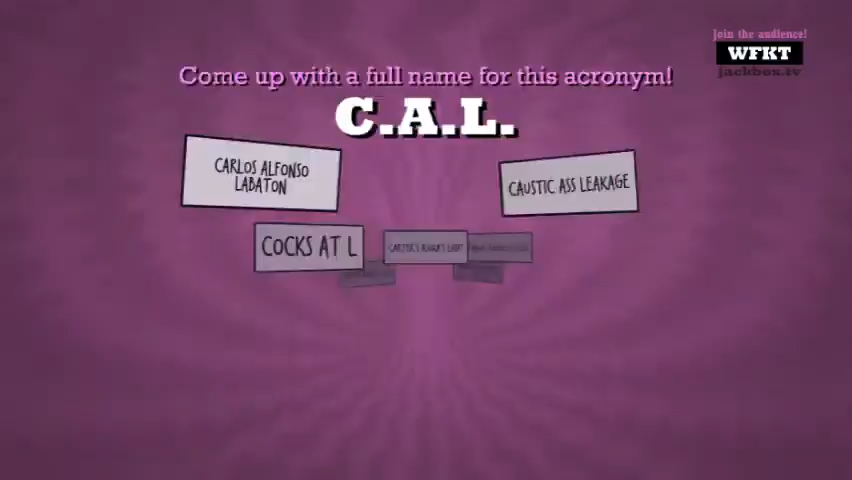 Join the audience!
WFKT
jackbox.tv
Come up with a full name for this acronym!
C.A.L.
CARLOS ALFONSO
LABATON
CAUSTIC ASS LEAKAGE
COCKS AT L